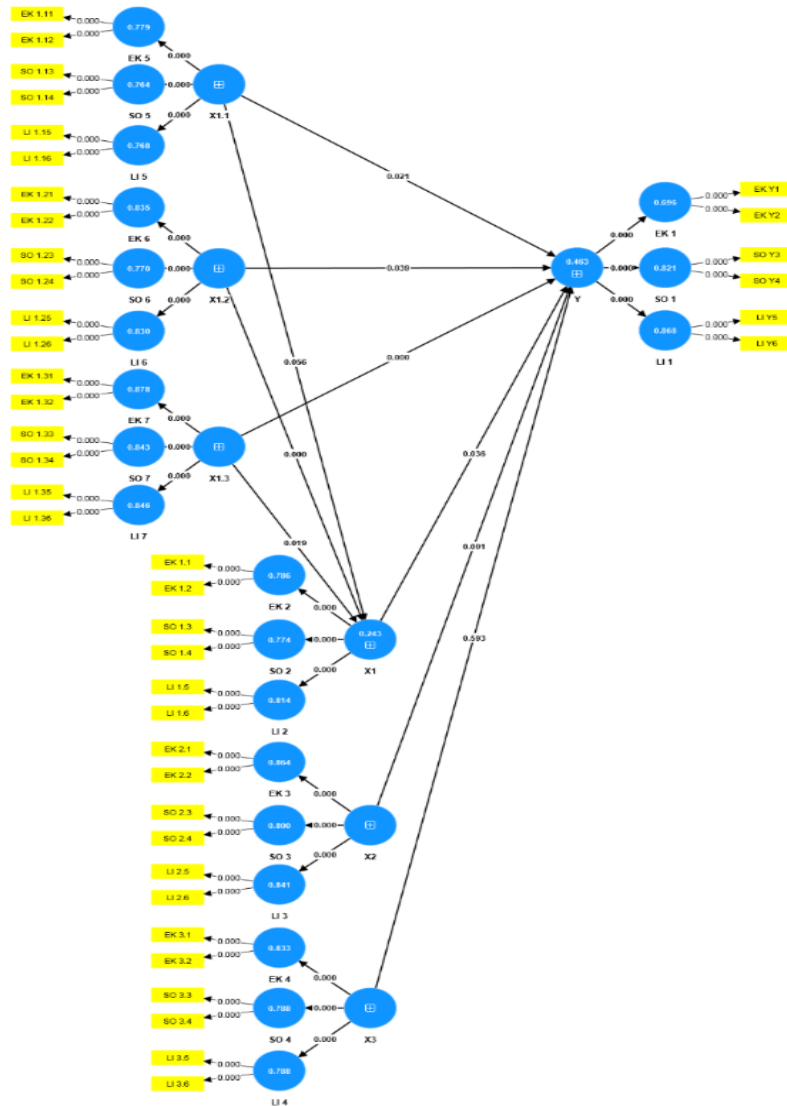 EK 1.11
0.000
EK 1.12
0.000
0.779
EK 5
0.000
SO 1.13
0.000
SO 1.14
0.000
0.764
SO 5
0.000
X1.1
LI 1.15
0.000
LI 1.16
0.000
0.768
LI 5
0.000
EK 1.21
0.000
EK 1.22
0.000
0.835
EK 6
0.000
SO 1.23
0.000
SO 1.24
0.000
0.770
SO 6
0.000
X1.2
LI 1.25
0.000
LI 1.26
0.000
0.830
LI 6
0.000
EK 1.31
0.000
EK 1.32
0.000
0.878
EK 7
0.000
SO 1.33
0.000
SO 1.34
0.000
0.843
SO 7
0.000
X1.3
LI 1.35
0.000
LI 1.36
0.000
0.846
LI 7
0.000
0.021
0.038
0.000
0.056
0.000
0.019
0.036
0.091
0.593
0.463
Y
0.000
0.696
EK 1
0.000
EK Y1
0.000
EK Y2
0.000
0.821
SO 1
0.000
SO Y3
0.000
SO Y4
0.000
0.868
LI 1
0.000
LI Y5
0.000
LI Y6
EK 1.1
0.000
EK 1.2
0.000
0.786
EK 2
0.000
SO 1.3
0.000
SO 1.4
0.000
0.774
SO 2
0.000
0.243
X1
LI 1.5
0.000
LI 1.6
0.000
0.814
LI 2
0.000
EK 2.1
0.000
EK 2.2
0.000
0.864
EK 3
0.000
SO 2.3
0.000
SO 2.4
0.000
0.800
SO 3
0.000
X2
LI 2.5
0.000
LI 2.6
0.000
0.841
LI 3
0.000
EK 3.1
0.000
EK 3.2
0.000
0.833
EK 4
0.000
SO 3.3
0.000
SO 3.4
0.000
0.788
SO 4
0.000
X3
LI 3.5
0.000
LI 3.6
0.000
0.788
LI 4
0.000